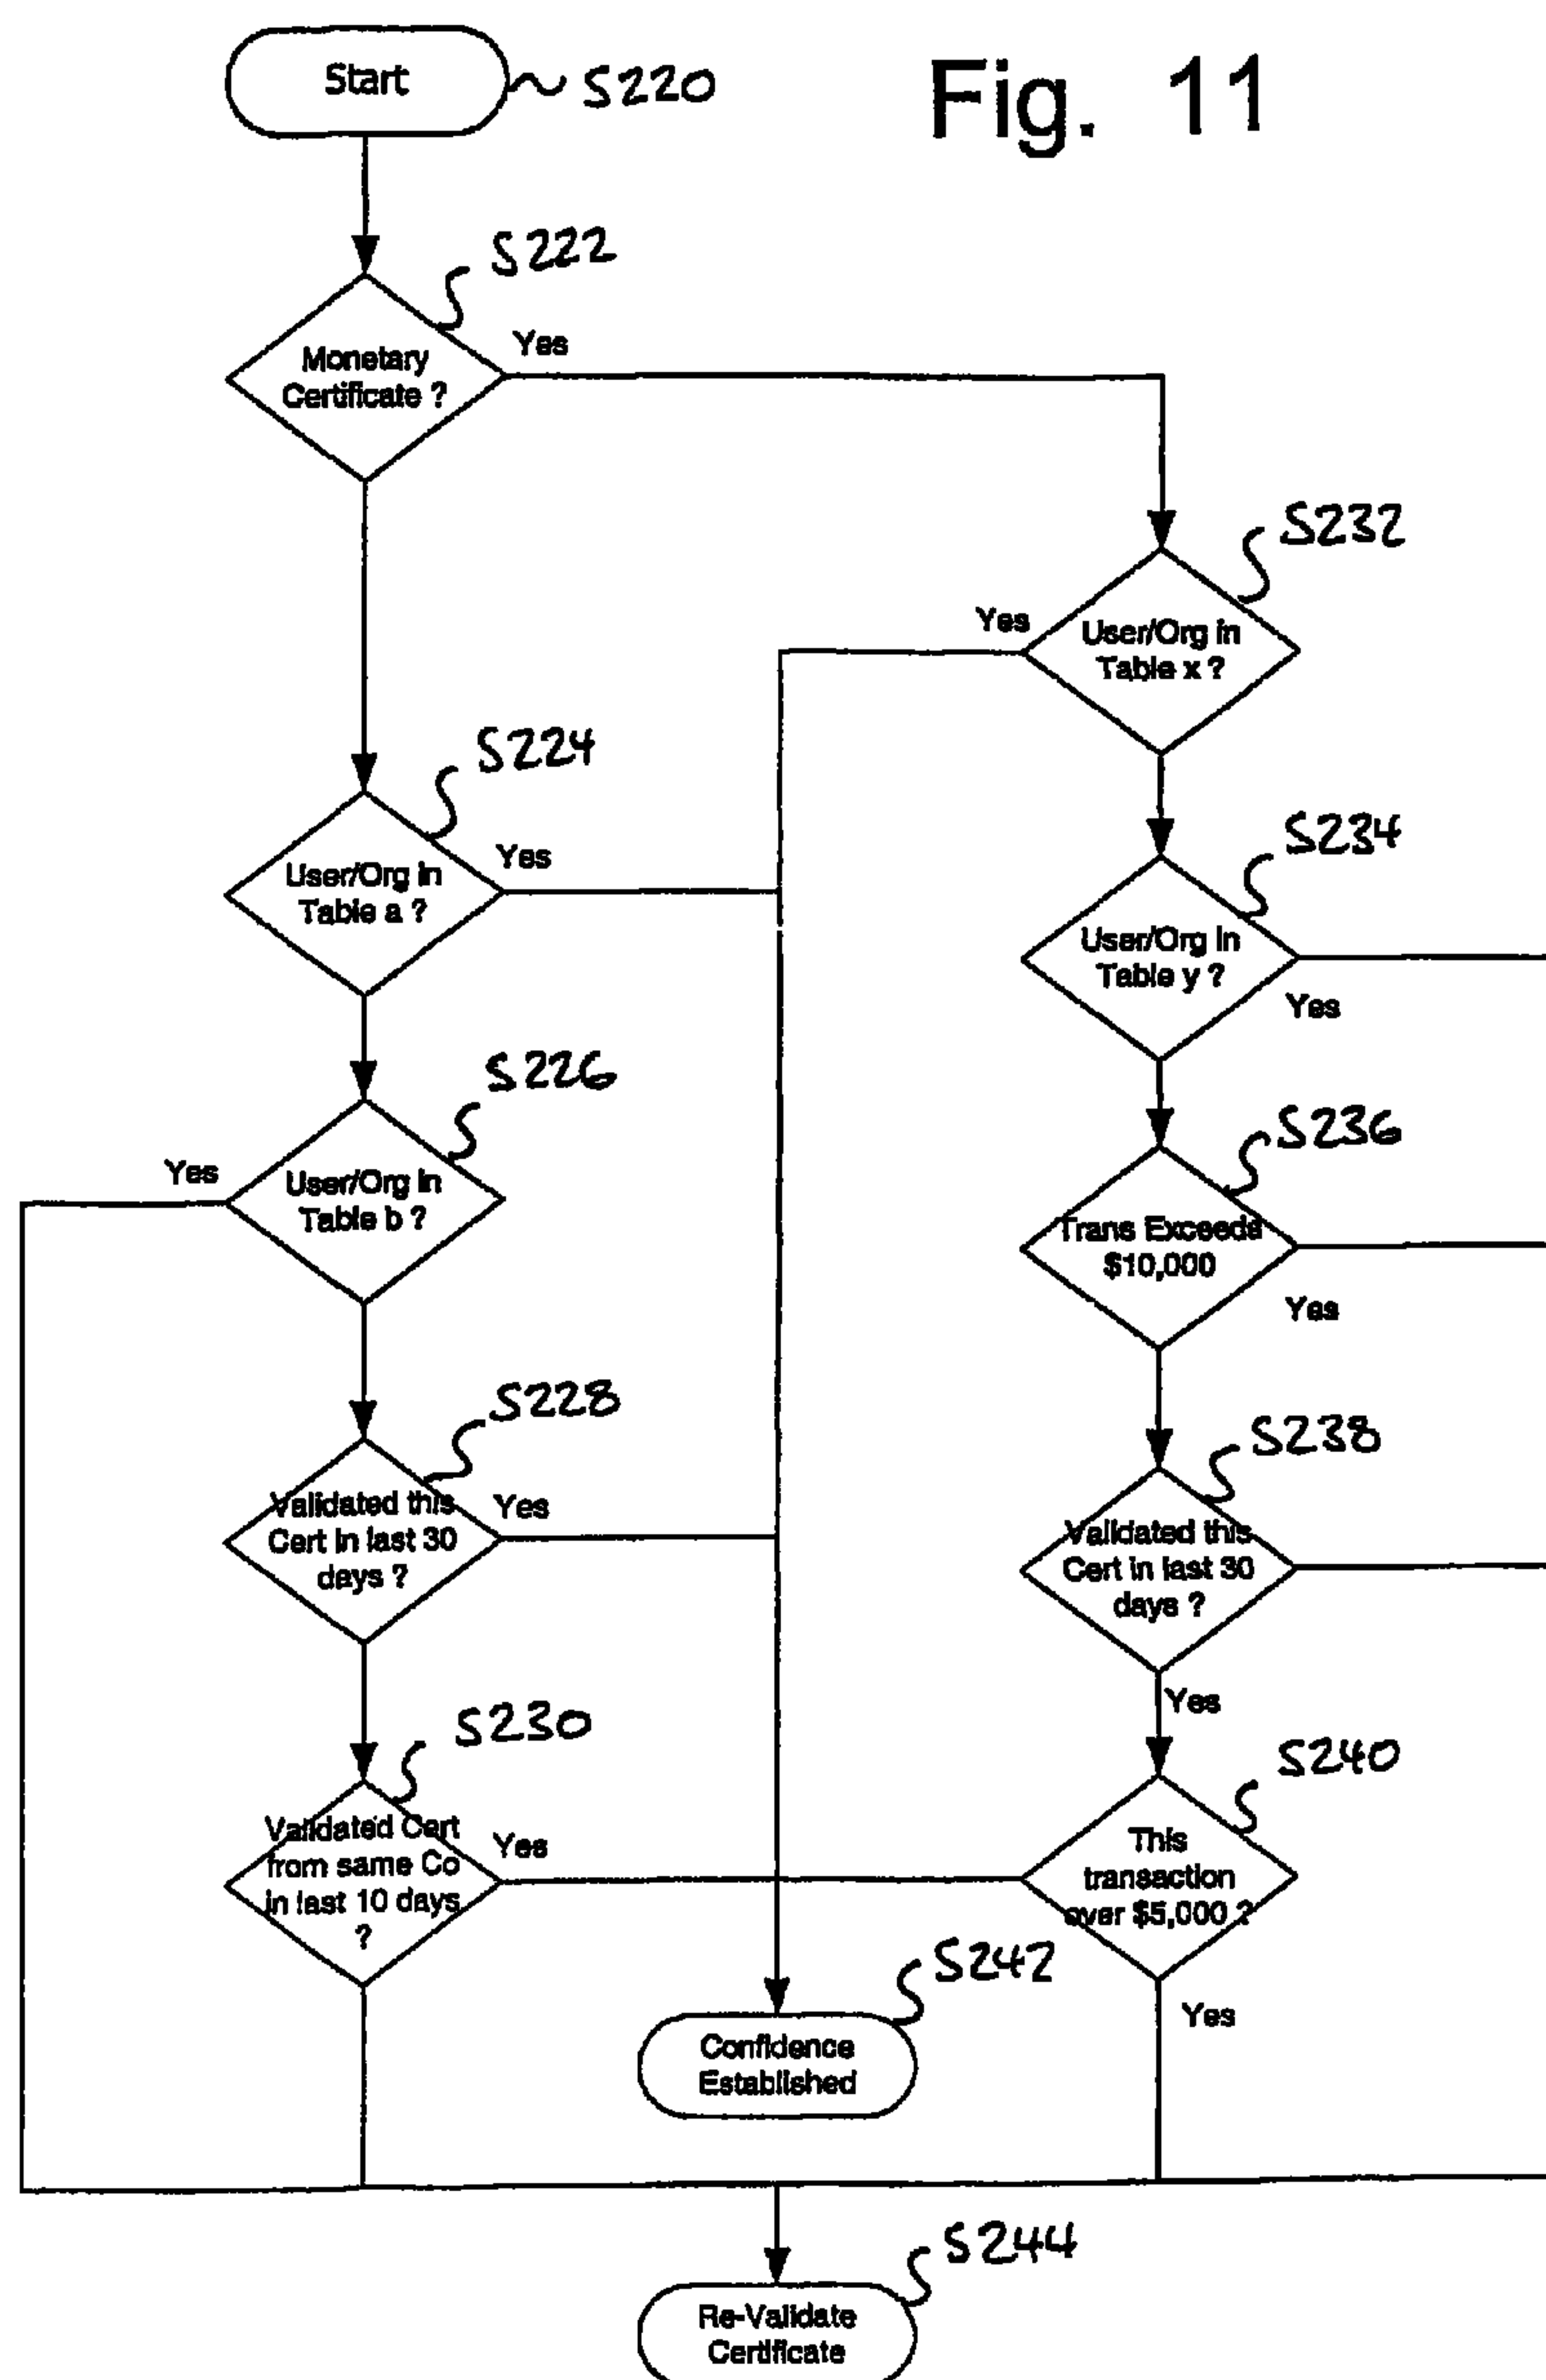 Start
S220
Fig. 11
S222
Monetary
Certificate ?
Yes
S232
Yes
User/Org in
Table x ?
S224
User/Org in
Table a ?
Yes
S234
User/Org in
Table y ?
Yes
S226
Yes
User/Org in
Table b ?
S236
Trans Exceeds
$10,000
Yes
S228
Validated this
Cert in last 30
days ?
Yes
S238
Validated this
Cert in last 30
days ?
Yes
S230
Validated Cert
from same Co
in last 10 days
?
Yes
S240
This
transaction
over $5,000 ?
Yes
S242
Confidence
Established
S244
Re-Validate
Certificate